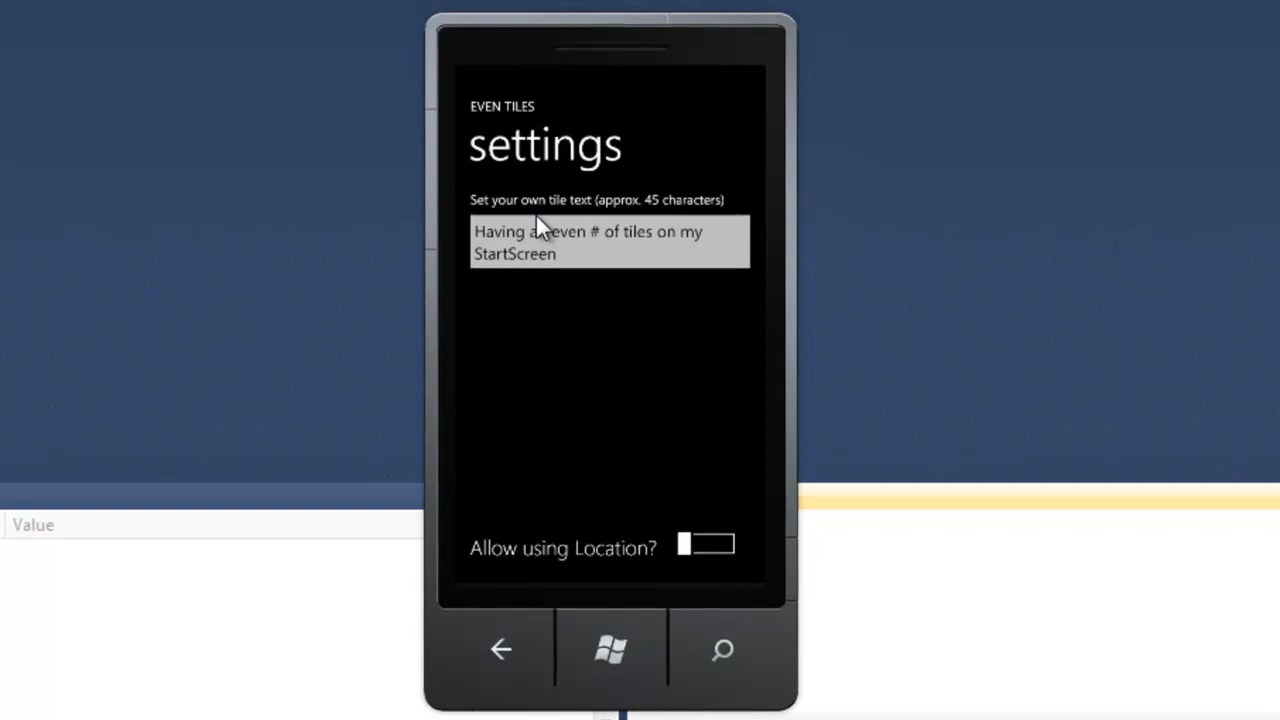 EVEN TILES
settings
Set your own tile text (approx. 45 characters)
Having a even # of tiles on my
StartScreen
Allow using Location?
Value